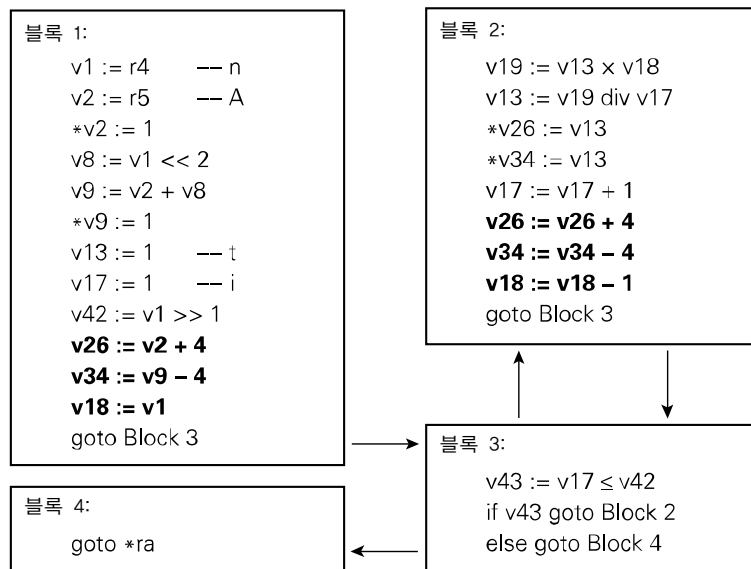 블록 1:
v1 := r4 —— n
v2 := r5 —— A
*v2 := 1
v8 := v1 << 2
v9 := v2 + v8
*v9 := 1
v13 := 1 —— t
v17 := 1 —— i
v42 := v1 >> 1
v26 := v2 + 4
v34 := v9 – 4
v18 := v1
goto Block 3
블록 2:
v19 := v13 × v18
v13 := v19 div v17
*v26 := v13
*v34 := v13
v17 := v17 + 1
v26 := v26 + 4
v34 := v34 – 4
v18 := v18 – 1
goto Block 3
블록 3:
v43 := v17 ≤ v42
if v43 goto Block 2
else goto Block 4
블록 4:
goto *ra